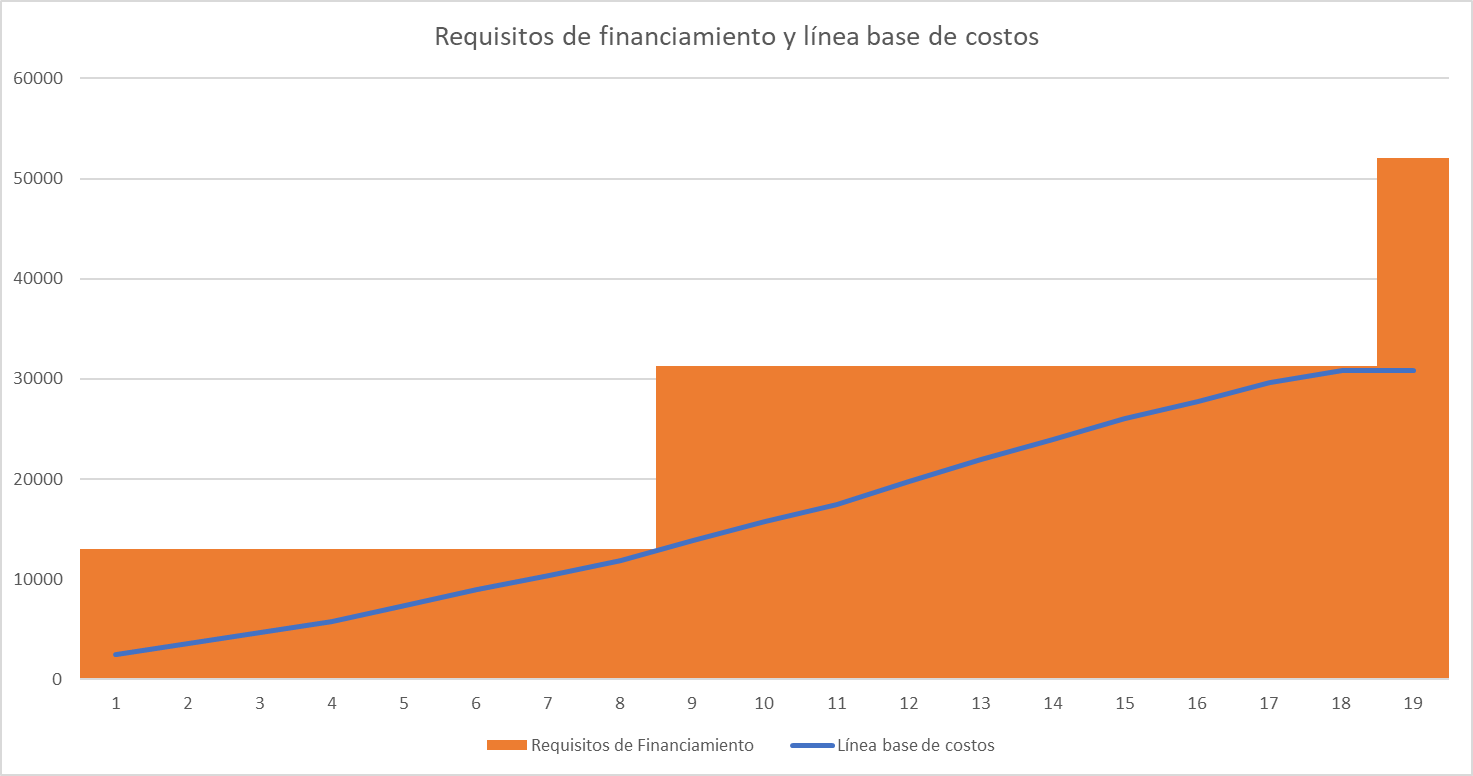 Requisitos de financiamiento y línea base de costos
60000
50000
40000
30000
20000
10000
0
1 2 3 4 5 6 7 8 9 10 11 12 13 14 15 16 17 18 19
Requisitos de Financiamiento Línea base de costos